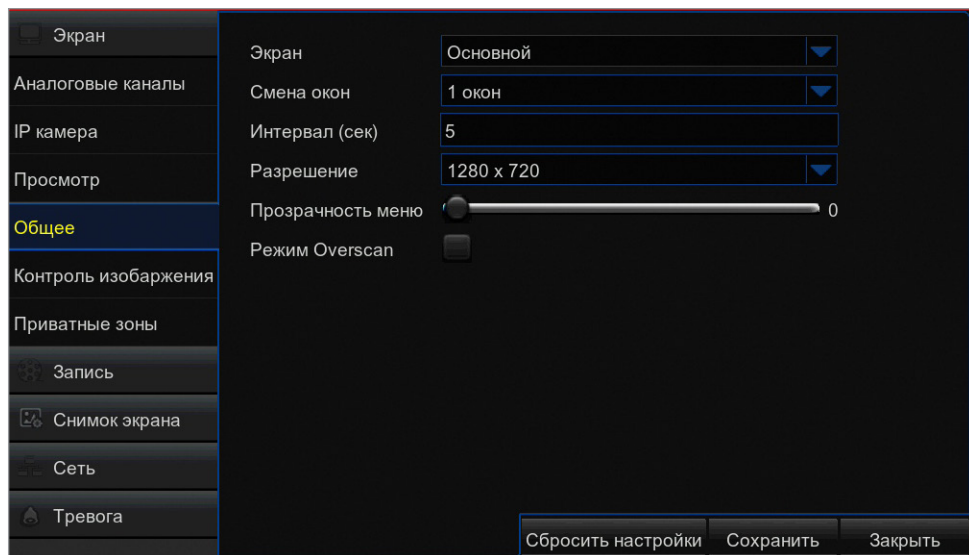 Экран
Аналоговые каналы
IP камера
Просмотр
Общее
Контроль изобаржения
Приватные зоны
Запись
Снимок экрана
Сеть
Тревога
Экран Основной
Смена окон 1 окон
Интервал (сек) 5
Разрешение 1280 x 720
Прозрачность меню 0
Режим Overscan
Сбросить настройки Сохранить Закрыть